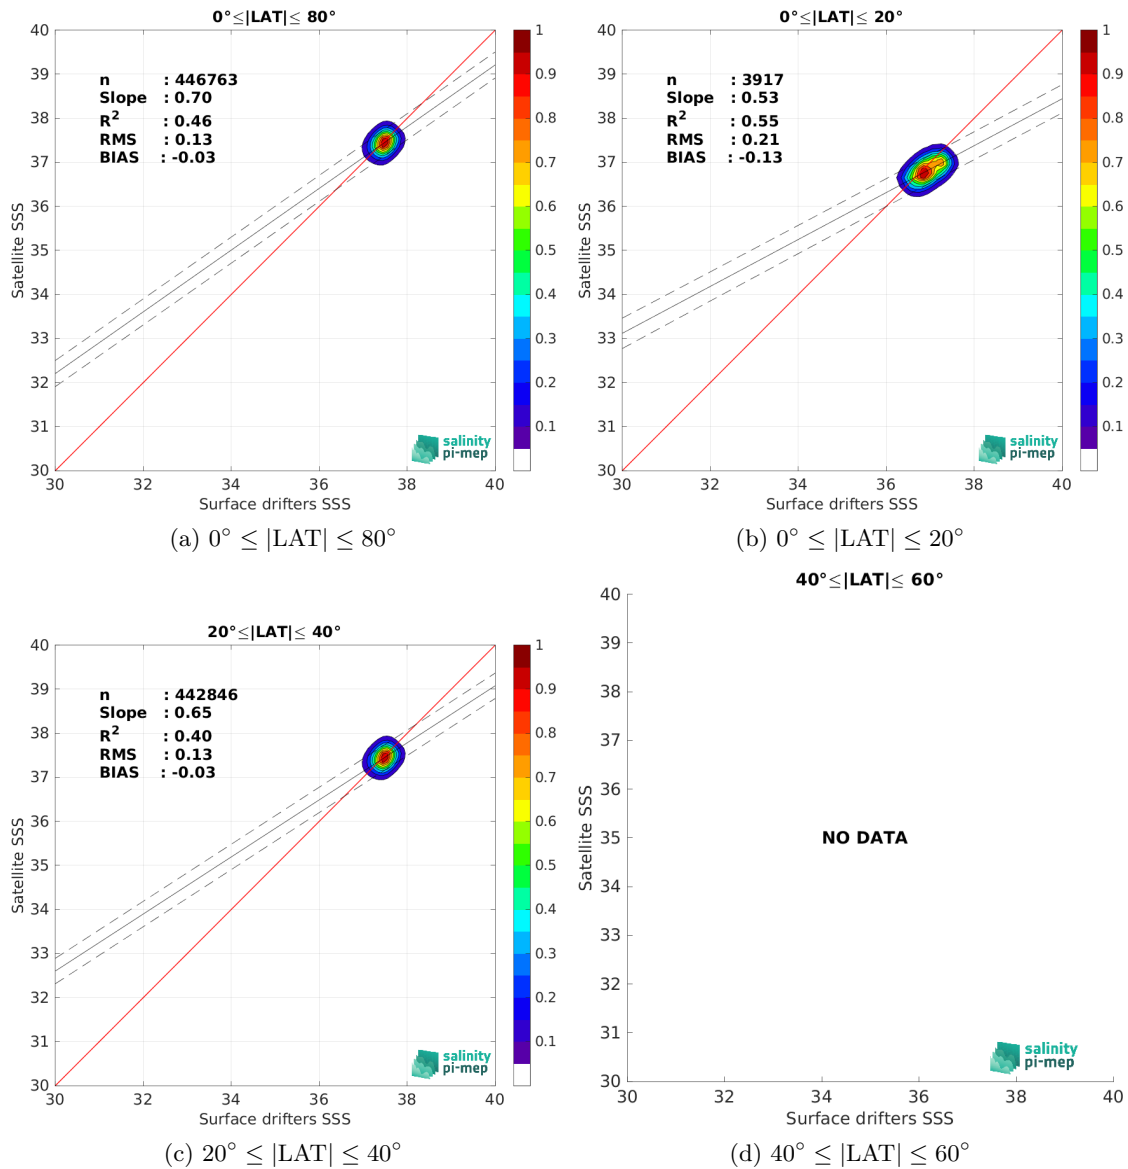 0°≤|LAT|≤ 80°
40
39
38
37
36
35
34
33
32
31
30
Satellite SSS
n : 446763
Slope : 0.70
R² : 0.46
RMS : 0.13
BIAS : -0.03
salinity
pi-mep
30 32 34 36 38 40
Surface drifters SSS
1
0.9
0.8
0.7
0.6
0.5
0.4
0.3
0.2
0.1
(a) 0° ≤ |LAT| ≤ 80°
0°≤|LAT|≤ 20°
40
39
38
37
36
35
34
33
32
31
30
Satellite SSS
n : 3917
Slope : 0.53
R² : 0.55
RMS : 0.21
BIAS : -0.13
salinity
pi-mep
30 32 34 36 38 40
Surface drifters SSS
1
0.9
0.8
0.7
0.6
0.5
0.4
0.3
0.2
0.1
(b) 0° ≤ |LAT| ≤ 20°
20°≤|LAT|≤ 40°
40
39
38
37
36
35
34
33
32
31
30
Satellite SSS
n : 442846
Slope : 0.65
R² : 0.40
RMS : 0.13
BIAS : -0.03
salinity
pi-mep
30 32 34 36 38 40
Surface drifters SSS
1
0.9
0.8
0.7
0.6
0.5
0.4
0.3
0.2
0.1
(c) 20° ≤ |LAT| ≤ 40°
40°≤|LAT|≤ 60°
40
39
38
37
36
35
34
33
32
31
30
Satellite SSS
NO DATA
salinity
pi-mep
30 32 34 36 38 40
Surface drifters SSS
(d) 40° ≤ |LAT| ≤ 60°